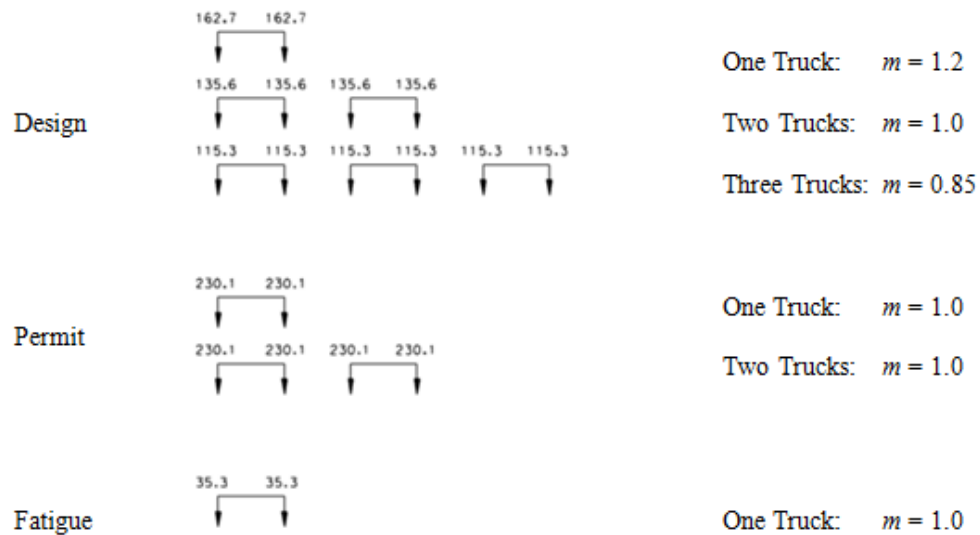 162.7 162.7
One Truck: m = 1.2
135.6 135.6 135.6 135.6
Design
Two Trucks: m = 1.0
115.3 115.3 115.3 115.3 115.3 115.3
Three Trucks: m = 0.85
230.1 230.1
One Truck: m = 1.0
Permit
230.1 230.1 230.1 230.1
Two Trucks: m = 1.0
35.3 35.3
Fatigue
One Truck: m = 1.0